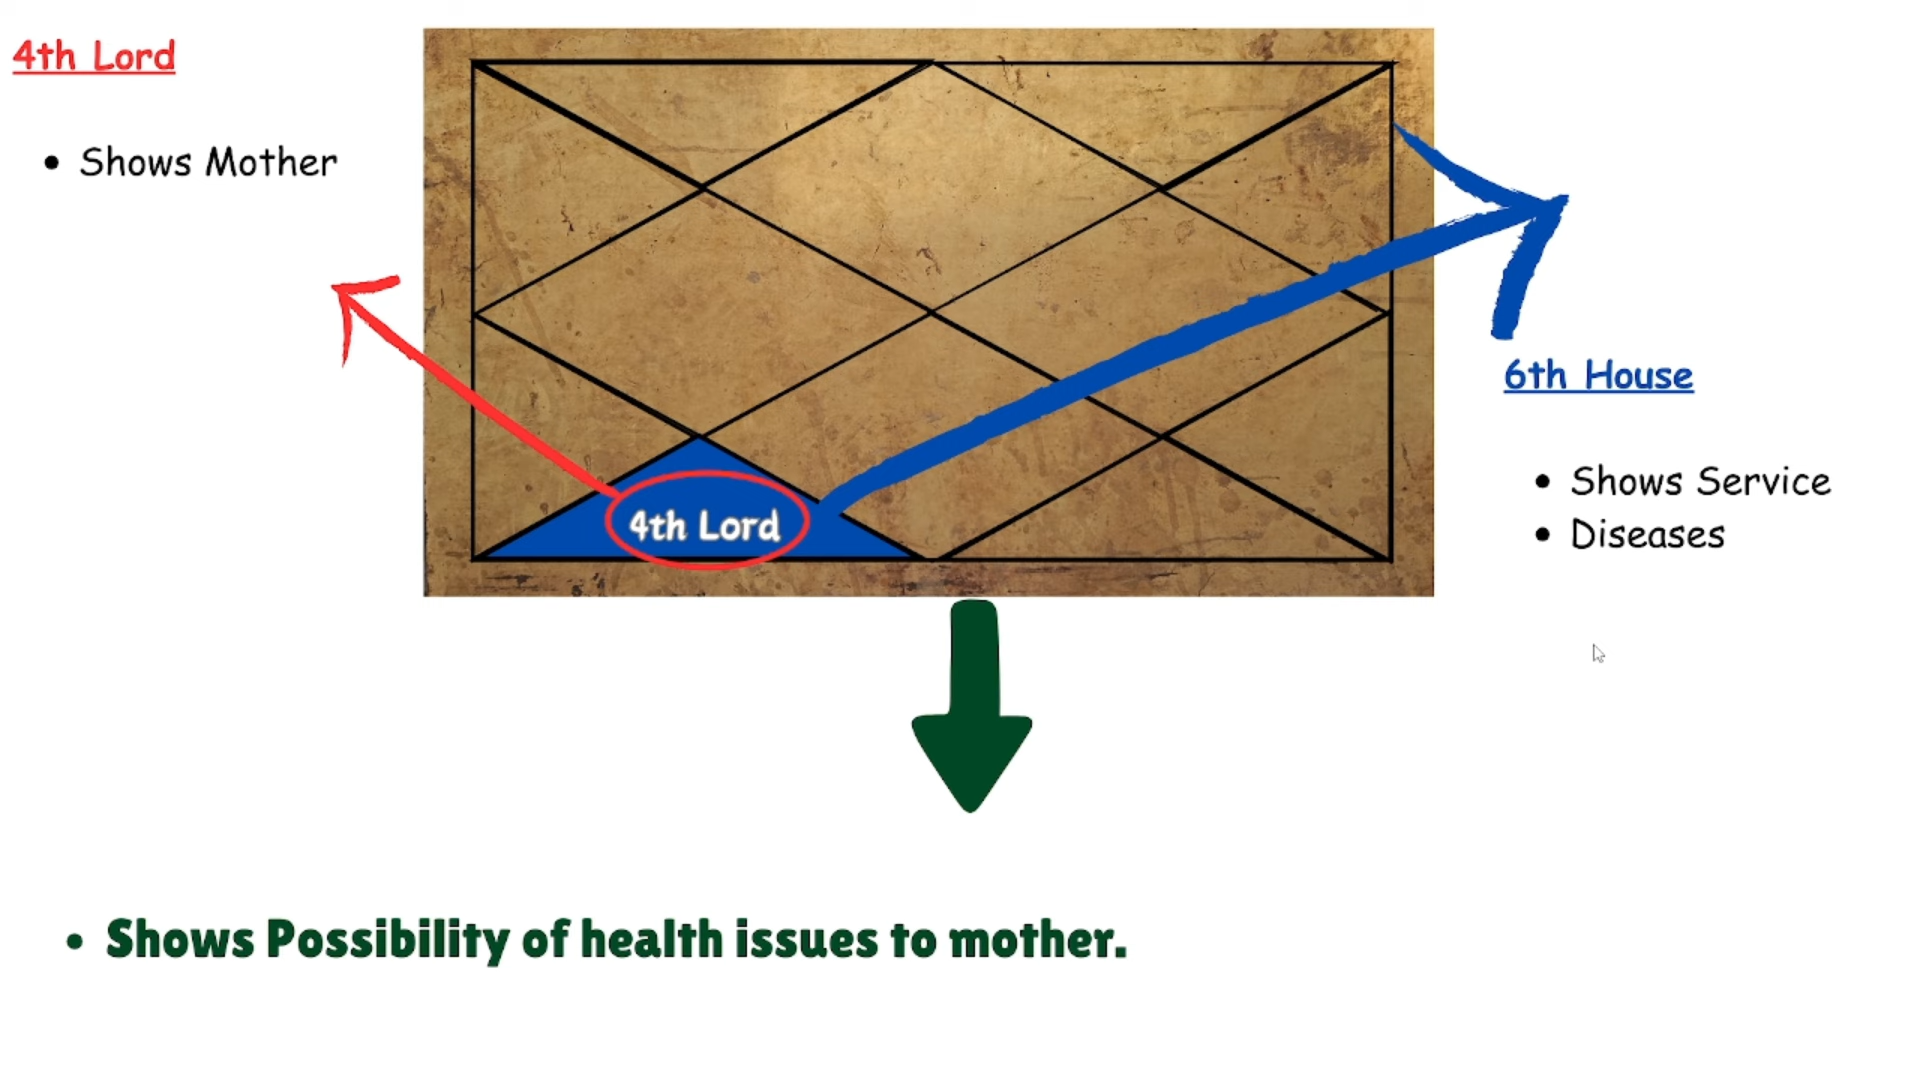 4th Lord
• Shows Mother
4th Lord
6th House
• Shows Service
• Diseases
• Shows Possibility of health issues to mother.